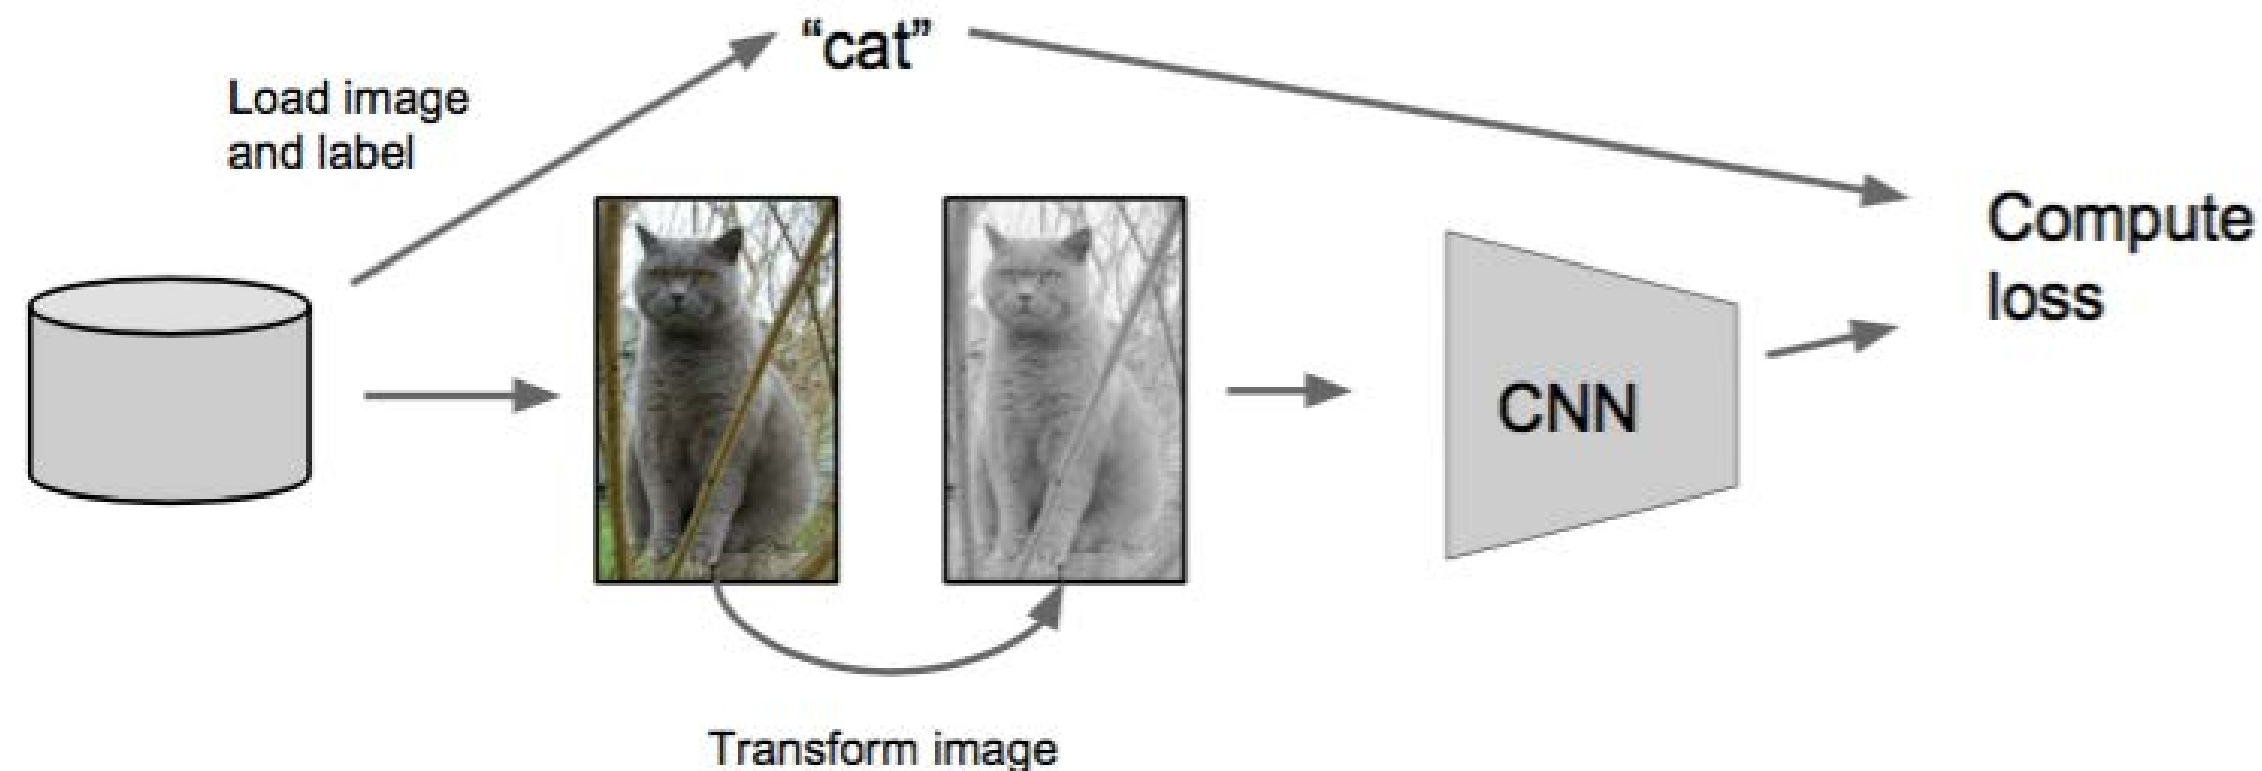 “cat”
Load image
and label
Compute
loss
CNN
Transform image